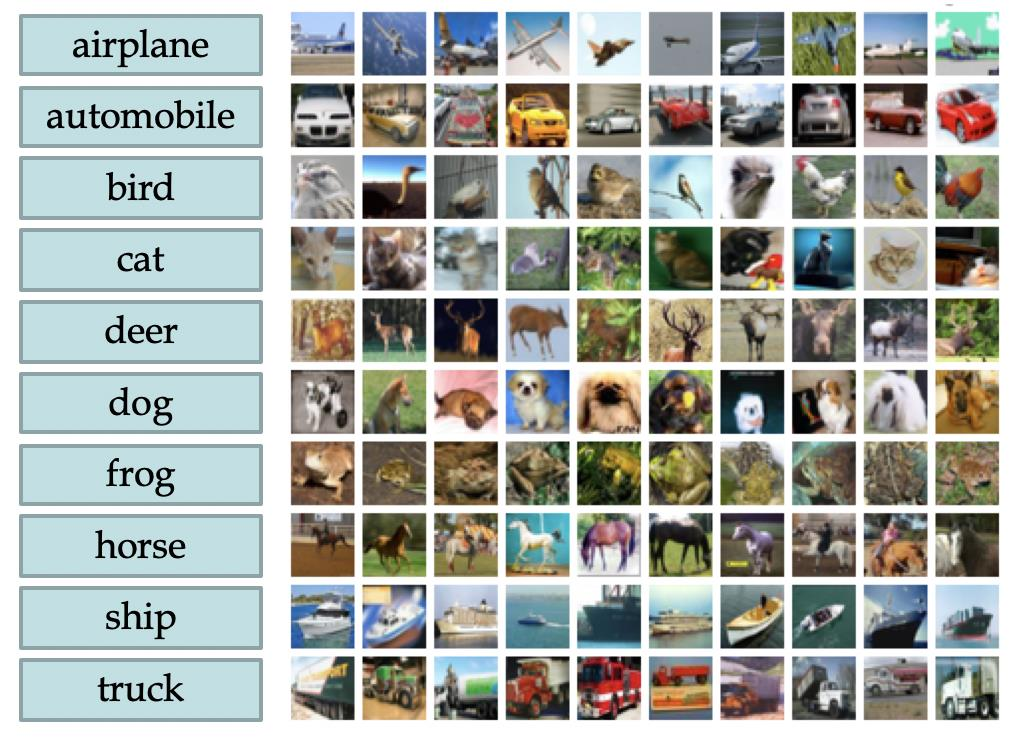 airplane
automobile
bird
cat
deer
dog
frog
horse
ship
truck